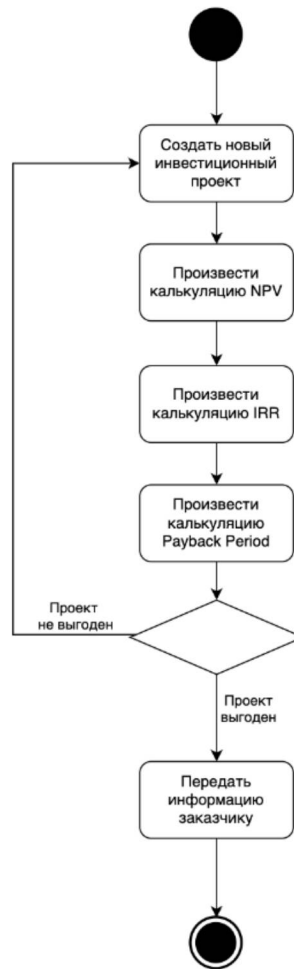 Создать новый
инвестиционный
проект
Произвести
калькуляцию NPV
Произвести
калькуляцию IRR
Произвести
калькуляцию
Payback Period
Проект
не выгоден
Проект
выгоден
Передать
информацию
заказчику